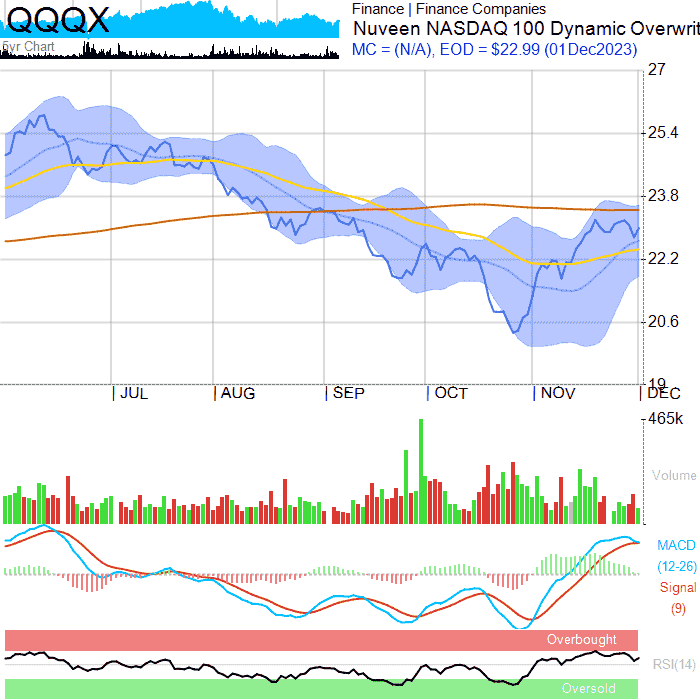 QQQX
5yr Chart
Finance | Finance Companies
Nuveen NASDAQ 100 Dynamic Overwrit
MC = (N/A), EOD = $22.99 (01Dec2023)
27
25.4
23.8
22.2
20.6
19
JUL
AUG
SEP
OCT
NOV
DEC
465k
Volume
MACD
(12-26)
Signal
(9)
Overbought
RSI(14)
Oversold